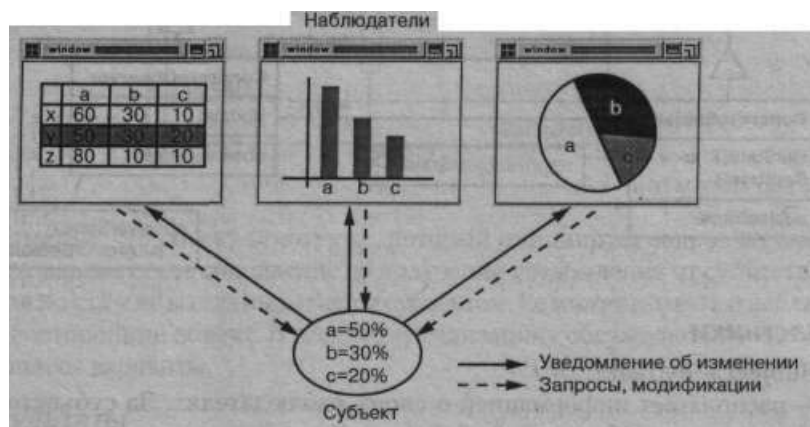 Наблюдатели
window
window
window
a b c
x 60 30 10
y 50 30 20
z 80 10 10
a b c
a
b
c
a=50%
b=30%
c=20%
Субъект
Уведомление об изменении
Запросы, модификации